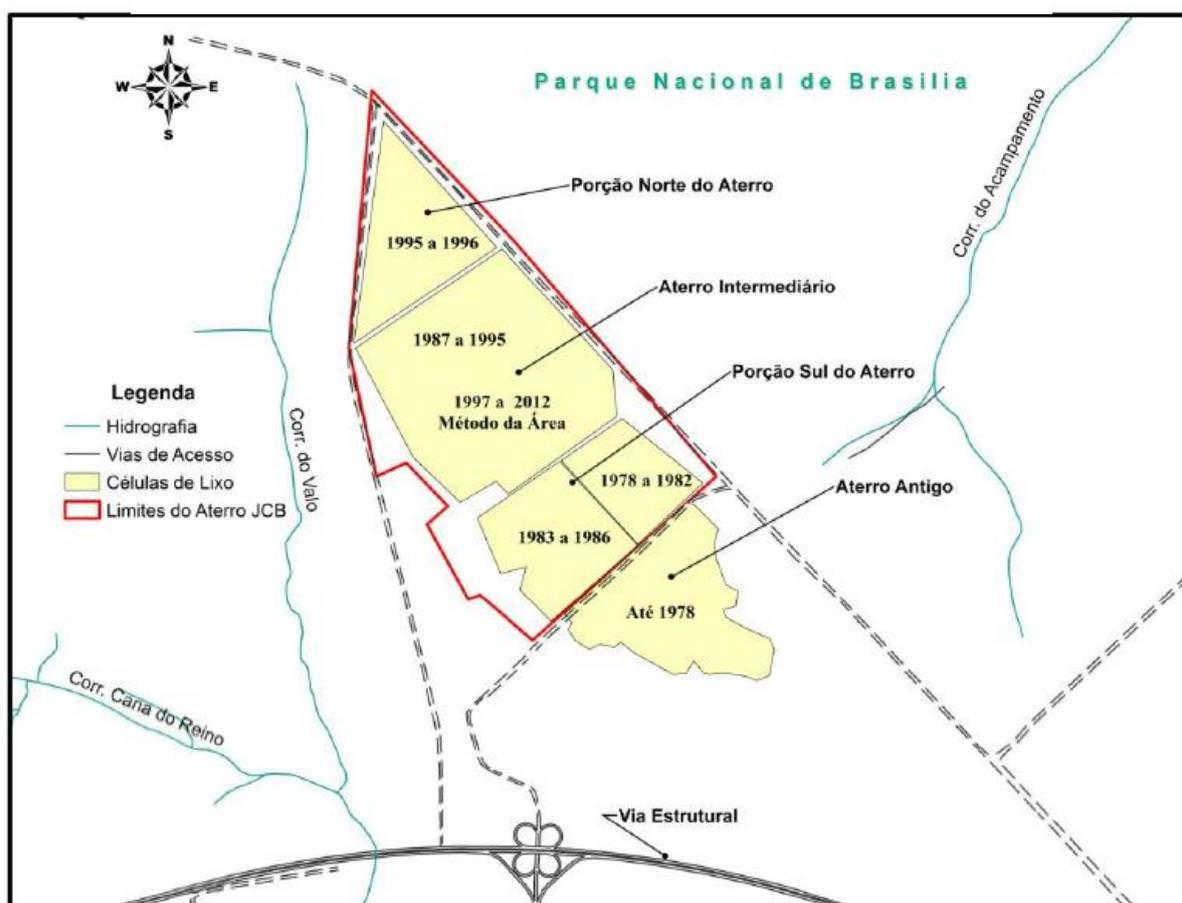 N
W E
S
Parque Nacional de Brasilia
Corr. do Acampamento
Porção Norte do Aterro
1995 a 1996
Aterro Intermediário
1987 a 1995
Porção Sul do Aterro
1997 a 2012
Método da Área
Legenda
Hidrografia
Vias de Acesso
Células de Lixo
Limites do Aterro JCB
Corr. do Valo
1978 a 1982
Aterro Antigo
1983 a 1986
Até 1978
Corr. Cana do Reino
Via Estrutural